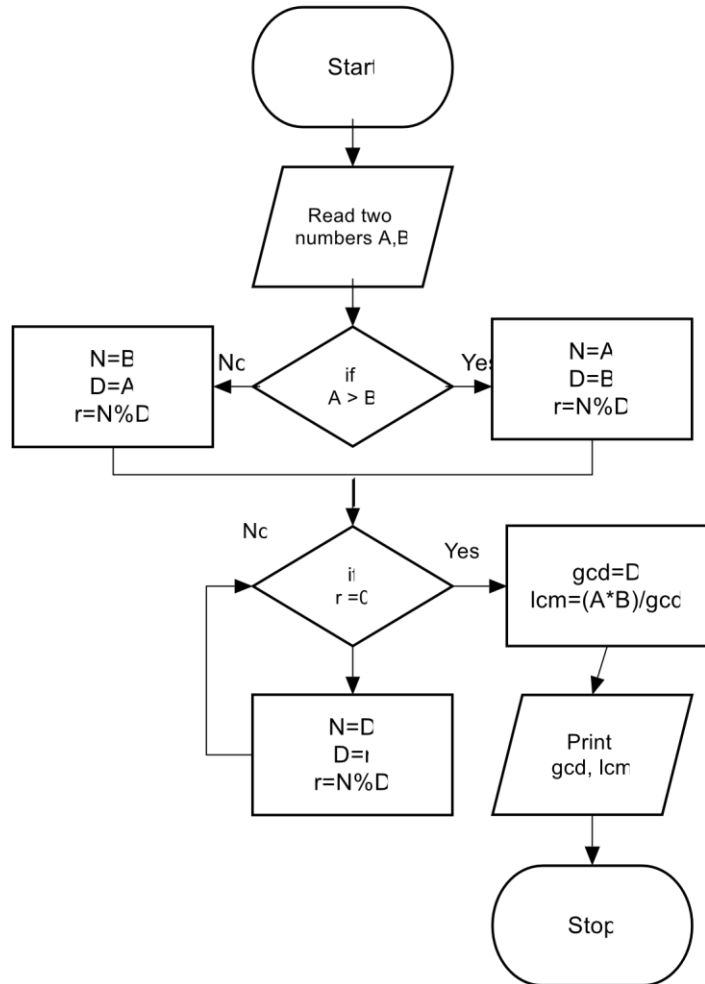 Start
Read two
numbers A,B
if
A > B
No
Yes
N=B
D=A
r=N%D
N=A
D=B
r=N%D
if
r =0
No
Yes
N=D
D=r
r=N%D
gcd=D
lcm=(A*B)/gcd
Print
gcd, lcm
Stop